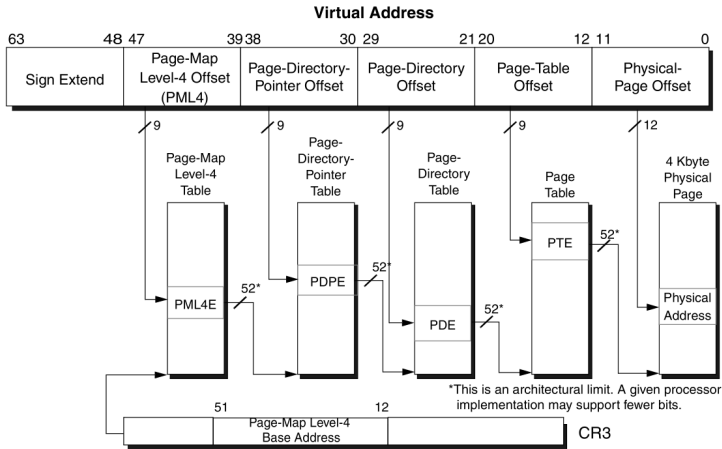 Virtual Address
63 48 47 39 38 30 29 21 20 12 11 0
Sign Extend
Page-Map
Level-4 Offset
(PML4)
Page-Directory-
Pointer Offset
Page-Directory
Offset
Page-Table
Offset
Physical-
Page Offset
9 9 9 9 12
Page-Map
Level-4
Table
Page-
Directory-
Pointer
Table
Page-
Directory
Table
Page
Table
4 Kbyte
Physical
Page
PML4E
52*
PDPE
52*
PDE
52*
PTE
52*
Physical
Address
*This is an architectural limit. A given processor
implementation may support fewer bits.
51 12
Page-Map Level-4
Base Address
CR3